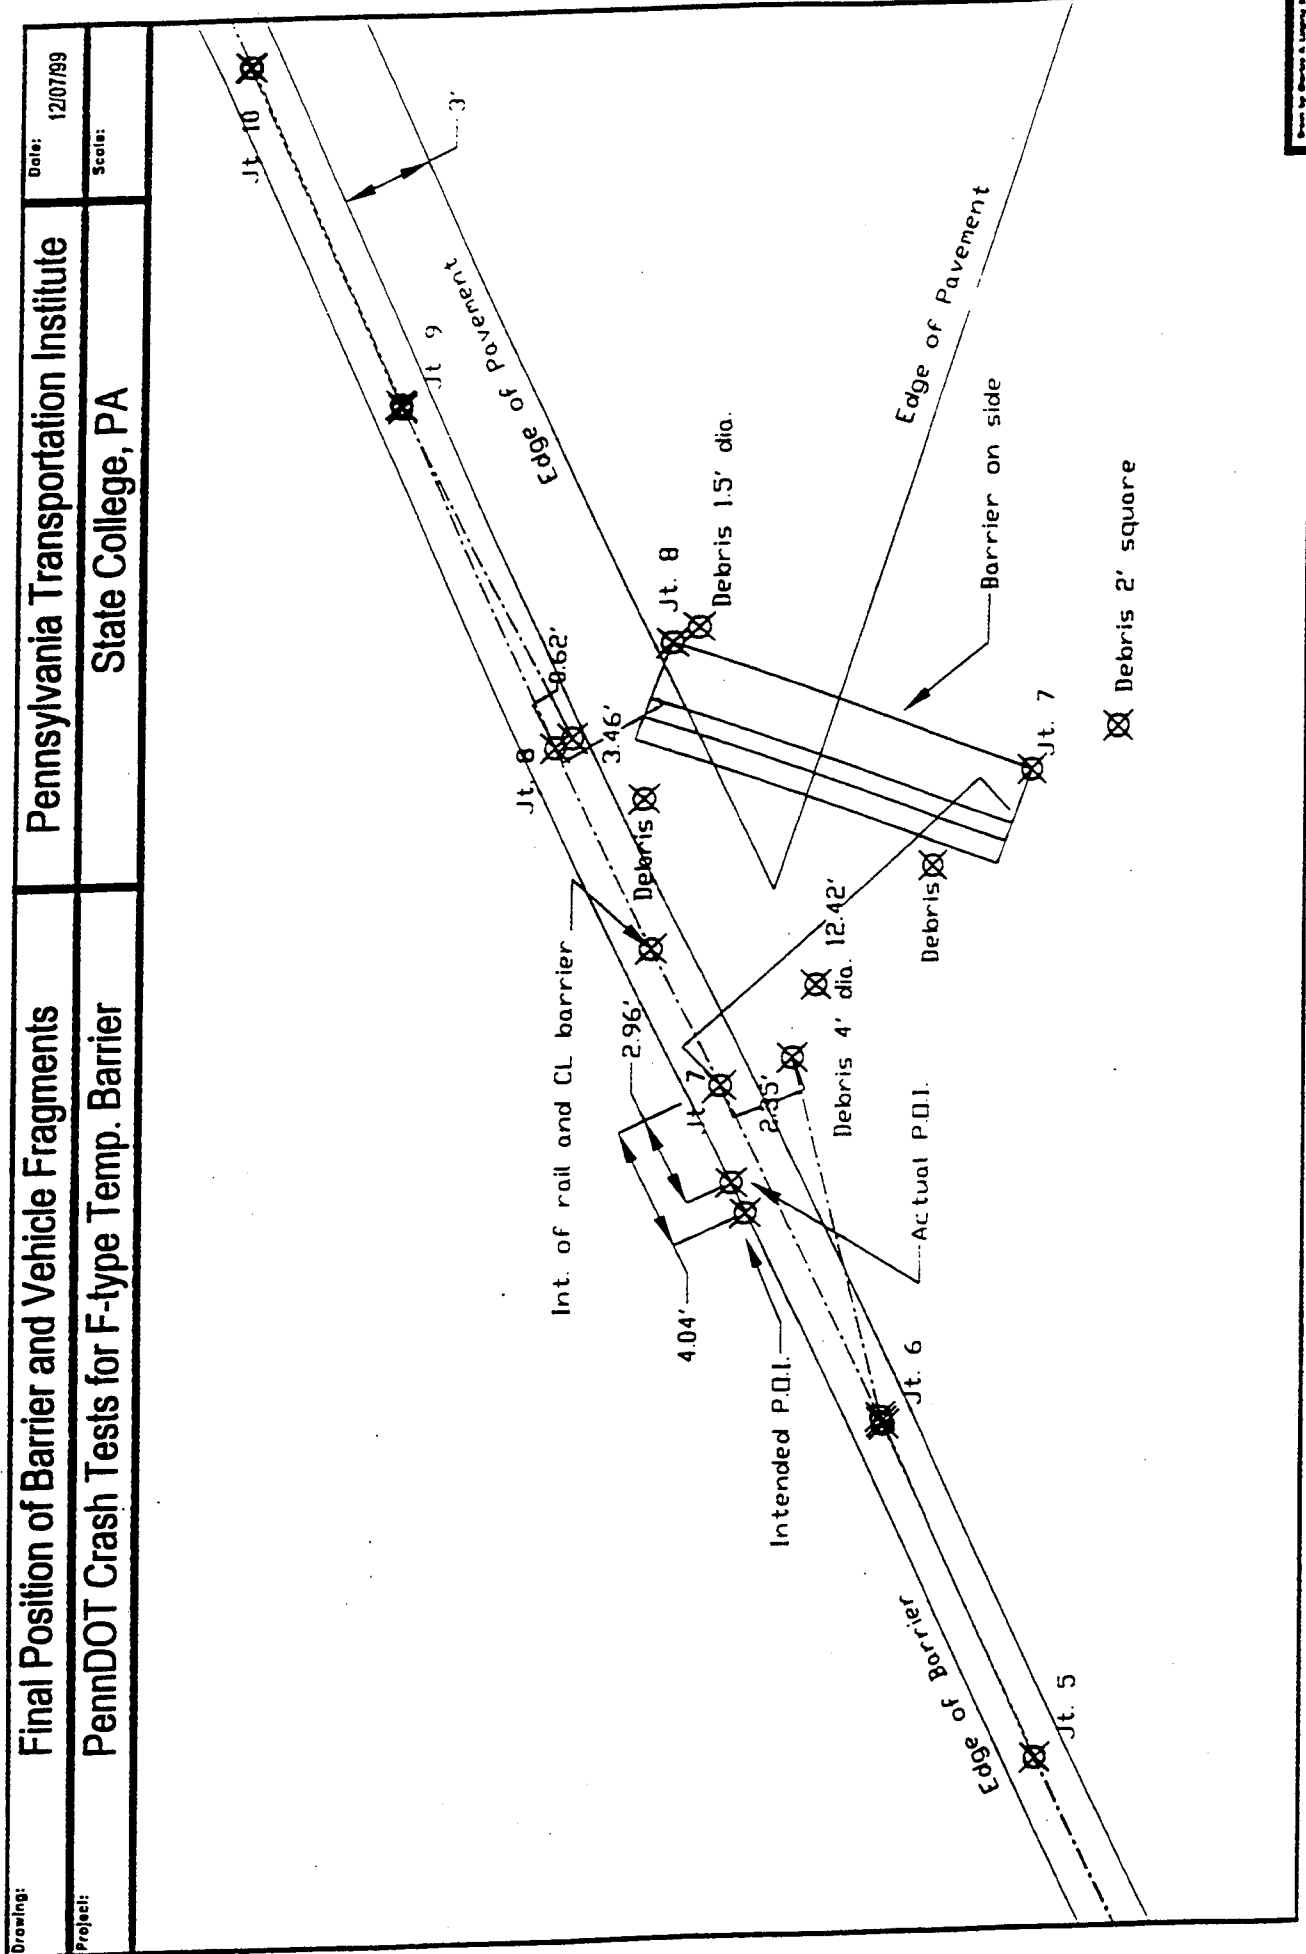 Drawing:
Final Position of Barrier and Vehicle Fragments
Pennsylvania Transportation Institute
Date:
12/07/99
Project:
PennDOT Crash Tests for F-type Temp. Barrier
State College, PA
Scale:
Jt. 10
3'
Jt 9
Edge of Pavement
Edge of Pavement
Jt. 8
0.62'
3.46'
Jt. 8
Debris 1.5' dia.
Barrier on side
Debris 2' square
Jt. 7
Debris
Debris
Int. of rail and CL barrier
2.96'
4.04'
Jt 7
2.35'
12.42'
Debris 4' dia.
Actual P.O.I.
Intended P.O.I.
Jt. 6
Edge of Barrier
Jt. 5